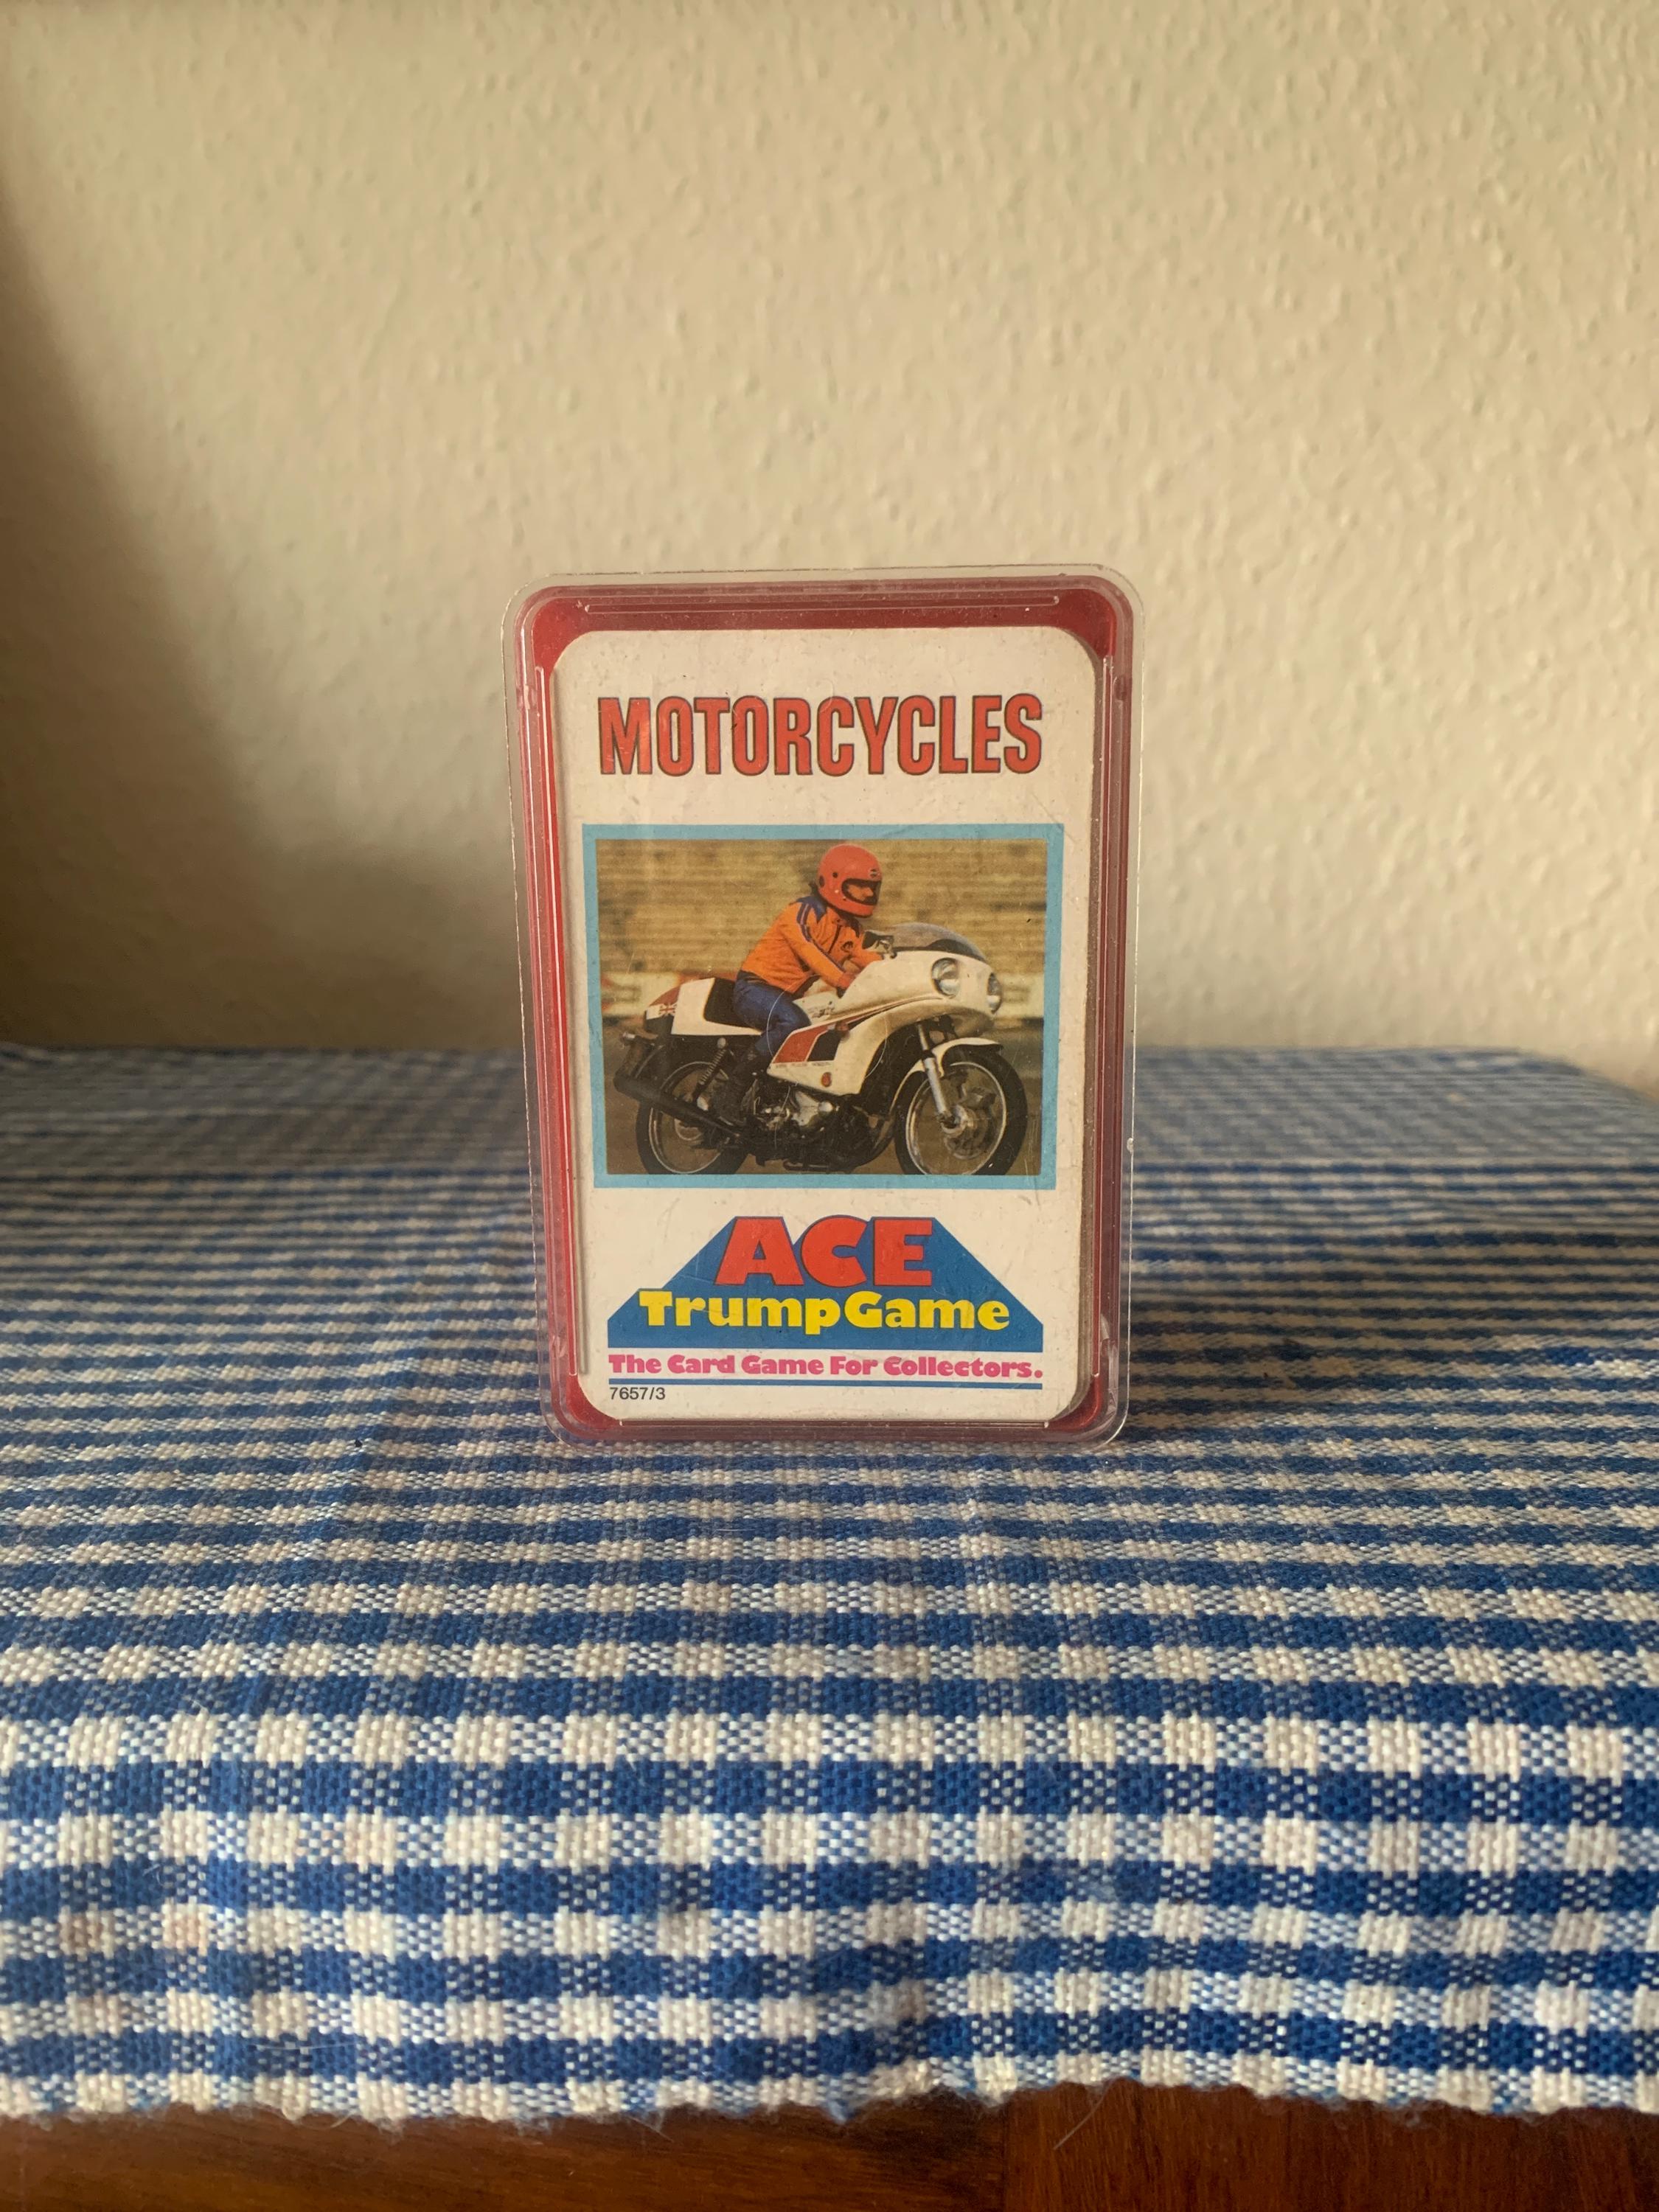 MOTORCYCLES
ACE
Trump Game
The Card Game For Collectors.
7657/3